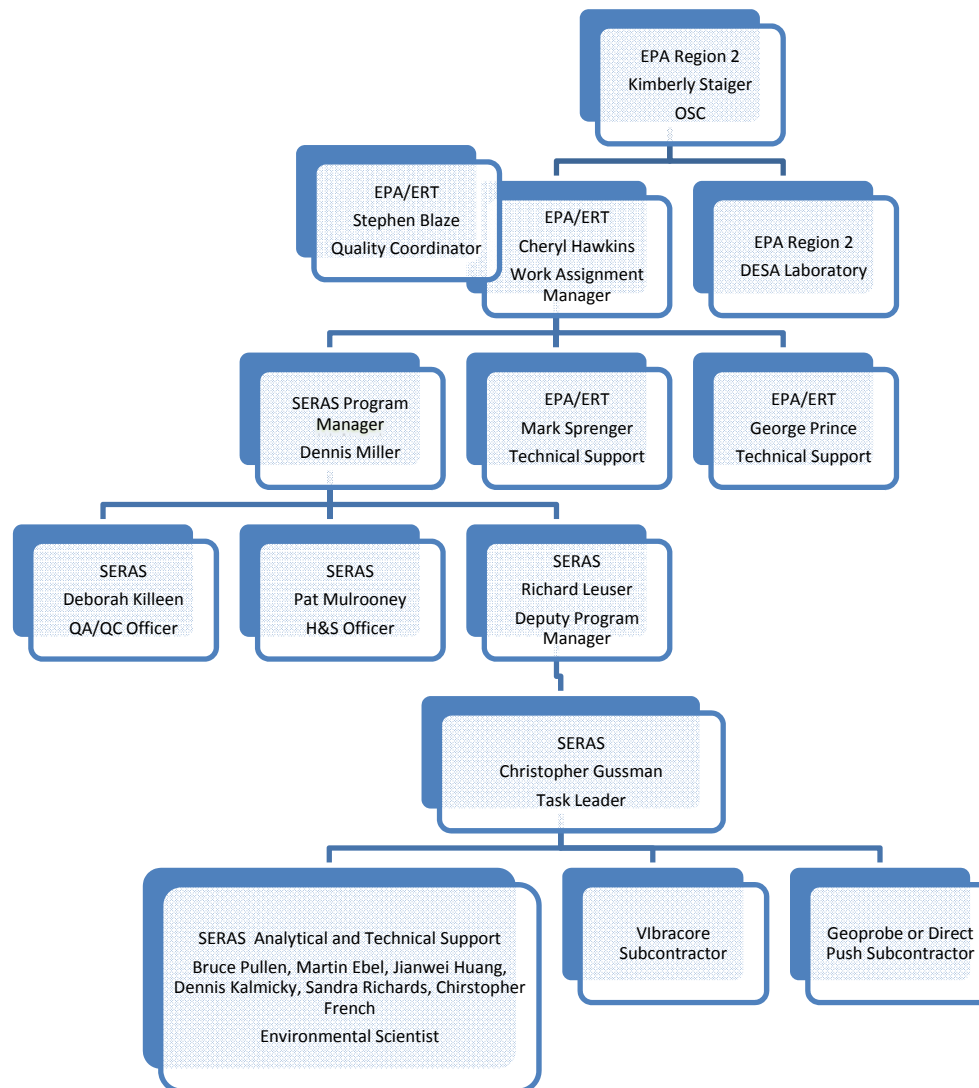 EPA Region 2
Kimberly Staiger
OSC
EPA/ERT
Stephen Blaze
Quality Coordinator
EPA/ERT
Cheryl Hawkins
Work Assignment
Manager
EPA Region 2
DESA Laboratory
SERAS Program
Manager
Dennis Miller
EPA/ERT
Mark Sprenger
Technical Support
EPA/ERT
George Prince
Technical Support
SERAS
Deborah Killeen
QA/QC Officer
SERAS
Pat Mulrooney
H&S Officer
SERAS
Richard Leuser
Deputy Program
Manager
SERAS
Christopher Gussman
Task Leader
SERAS Analytical and Technical Support
Bruce Pullen, Martin Ebel, Jianwei Huang,
Dennis Kalmicky, Sandra Richards, Chirstopher
French
Environmental Scientist
VIbracore
Subcontractor
Geoprobe or Direct
Push Subcontractor